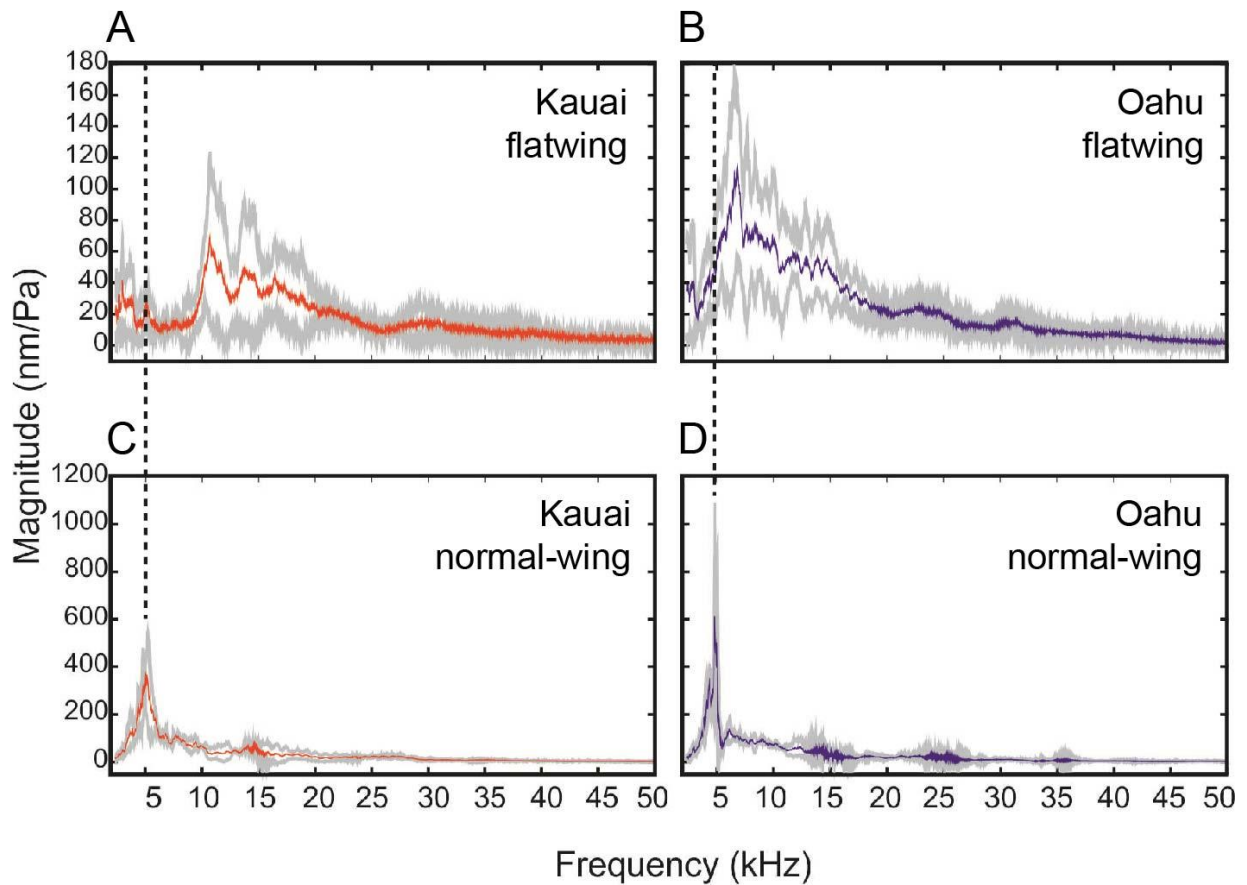 A
B
180
160
140
120
100
80
60
40
20
0
Kauai
flatwing
Oahu
flatwing
Magnitude (nm/Pa)
C
D
1200
1000
800
600
400
200
0
Kauai
normal-wing
Oahu
normal-wing
5 10 15 20 25 30 35 40 45 50
5 10 15 20 25 30 35 40 45 50
Frequency (kHz)